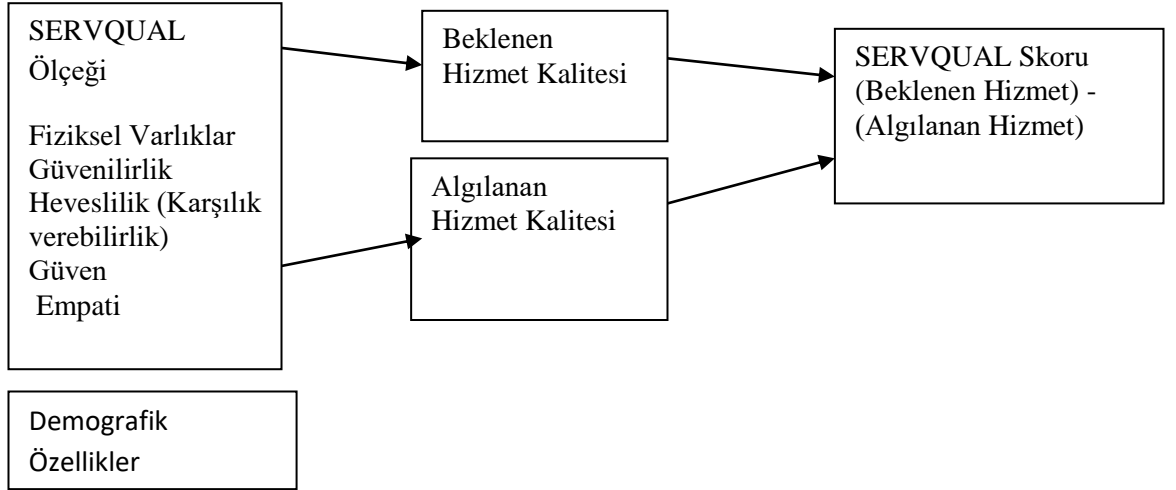 SERVQUAL
Ölçeği
Fiziksel Varlıklar
Güvenilirlik
Heveslilik (Karşılık
verebilirlik)
Güven
Empati
Beklenen
Hizmet Kalitesi
Algılanan
Hizmet Kalitesi
SERVQUAL Skoru
(Beklenen Hizmet) -
(Algılanan Hizmet)
Demografik
Özellikler